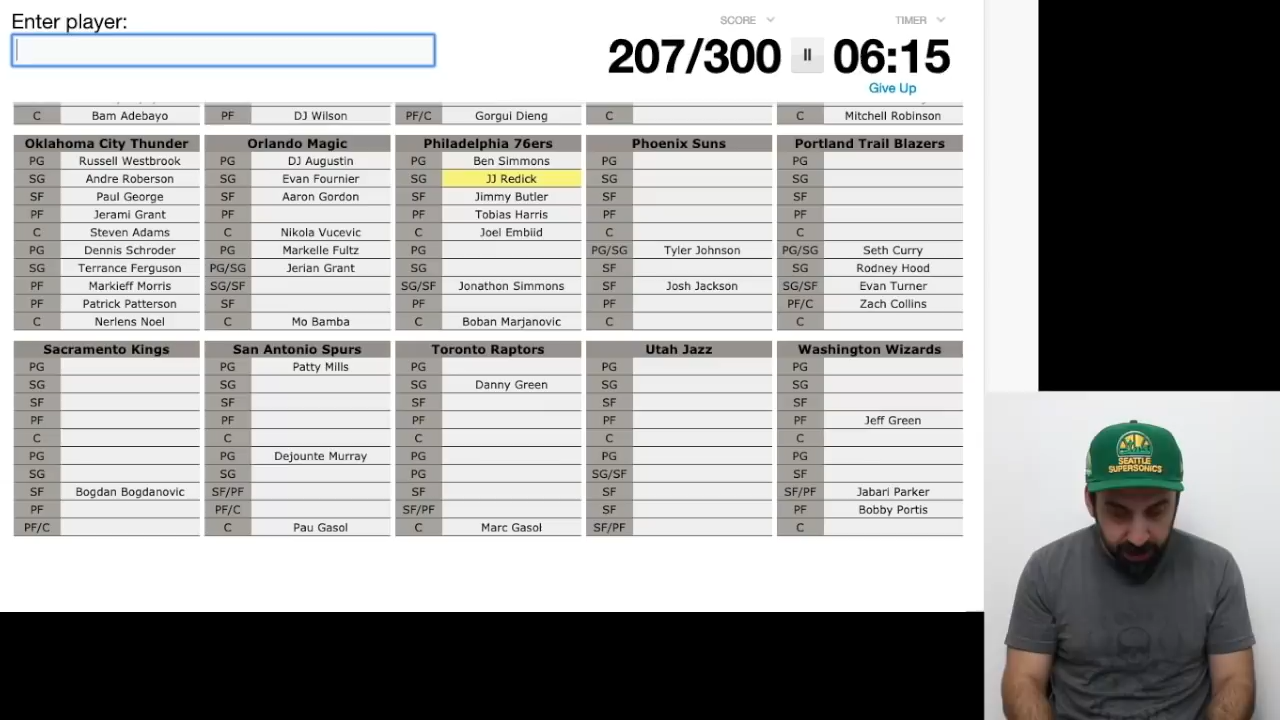 Enter player:
SCORE TIMER
207/300 06:15
Give Up
C Bam Adebayo PF DJ Wilson PF/C Gorgui Dieng C C Mitchell Robinson
Oklahoma City Thunder Orlando Magic Philadelphia 76ers Phoenix Suns Portland Trail Blazers
PG Russell Westbrook PG DJ Augustin PG Ben Simmons PG PG
SG Andre Roberson SG Evan Fournier SG JJ Redick SG SG
SF Paul George SF Aaron Gordon SF Jimmy Butler SF SF
PF Jerami Grant PF PF Tobias Harris PF PF
C Steven Adams C Nikola Vucevic C Joel Embiid C C
PG Dennis Schroder PG Markelle Fultz PG PG/SG Tyler Johnson PG/SG Seth Curry
SG Terrance Ferguson PG/SG Jerian Grant SG SF SG Rodney Hood
PF Markieff Morris SG/SF SG/SF Jonathon Simmons SF Josh Jackson SG/SF Evan Turner
PF Patrick Patterson SF PF PF PF/C Zach Collins
C Nerlens Noel C Mo Bamba C Boban Marjanovic C C
Sacramento Kings San Antonio Spurs Toronto Raptors Utah Jazz Washington Wizards
PG PG Patty Mills PG PG PG
SG SG SG Danny Green SG SG
SF SF SF SF SF
PF PF PF PF PF Jeff Green
C C C C C
PG PG Dejounte Murray PG PG PG
SG SG PG SG/SF SF
SF Bogdan Bogdanovic SF/PF SF SF SF/PF Jabari Parker
PF PF/C SF/PF SF PF Bobby Portis
PF/C C Pau Gasol C Marc Gasol SF/PF C
SEATTLE
SUPERSONICS